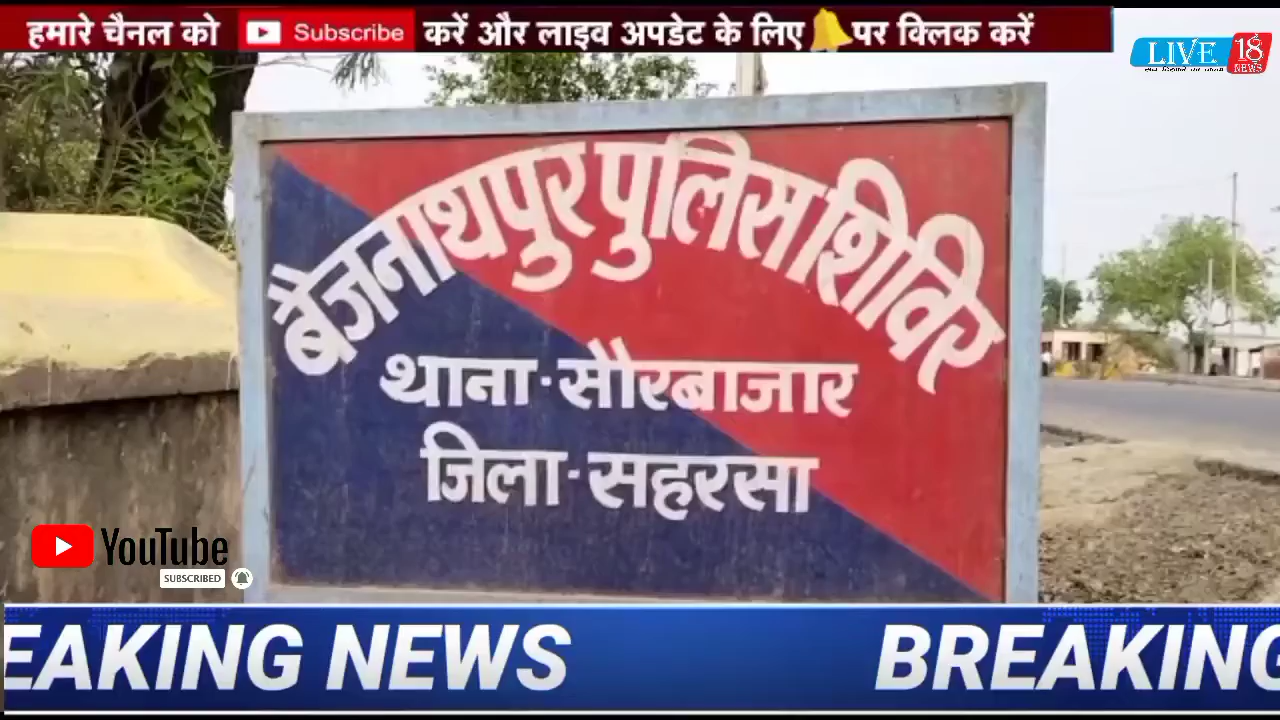 हमारे चैनल को Subscribe करें और लाइव अपडेट के लिए पर क्लिक करें
LIVE 18
NEWS
बैजनाथपुर पुलिस शिविर
थाना-सौरबाजार
जिला-सहरसा
YouTube
SUBSCRIBED
EAKING NEWS BREAKING